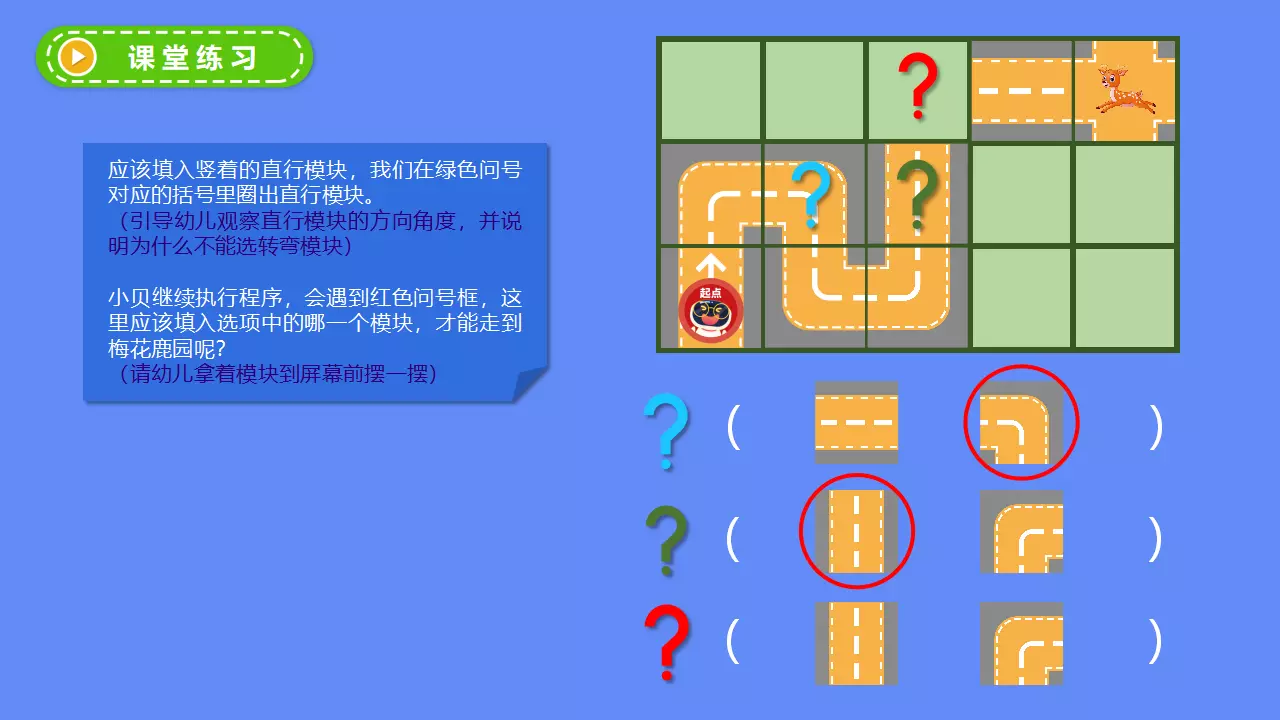 课堂练习
应该填入竖着的直行模块，我们在绿色问号
对应的括号里圈出直行模块。
（引导幼儿观察直行模块的方向角度，并说
明为什么不能选转弯模块）
小贝继续执行程序，会遇到红色问号框，这
里应该填入选项中的哪一个模块，才能走到
梅花鹿园呢？
（请幼儿拿着模块到屏幕前摆一摆）
?
? ?
起点
? ( )
? ( )
? ( )